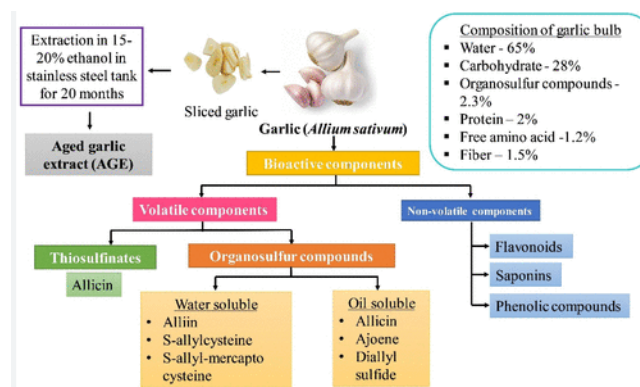 Extraction in 15-
20% ethanol in
stainless steel tank
for 20 months
Sliced garlic
Garlic (Allium sativum)
Composition of garlic bulb
▪ Water - 65%
▪ Carbohydrate - 28%
▪ Organosulfur compounds -
2.3%
▪ Protein – 2%
▪ Free amino acid -1.2%
▪ Fiber – 1.5%
Aged garlic
extract (AGE)
Bioactive components
Volatile components
Non-volatile components
Thiosulfinates
Allicin
Organosulfur compounds
Flavonoids
Saponins
Phenolic compounds
Water soluble
• Alliin
• S-allylcysteine
• S-allyl-mercapto
cysteine
Oil soluble
• Allicin
• Ajoene
• Diallyl
sulfide